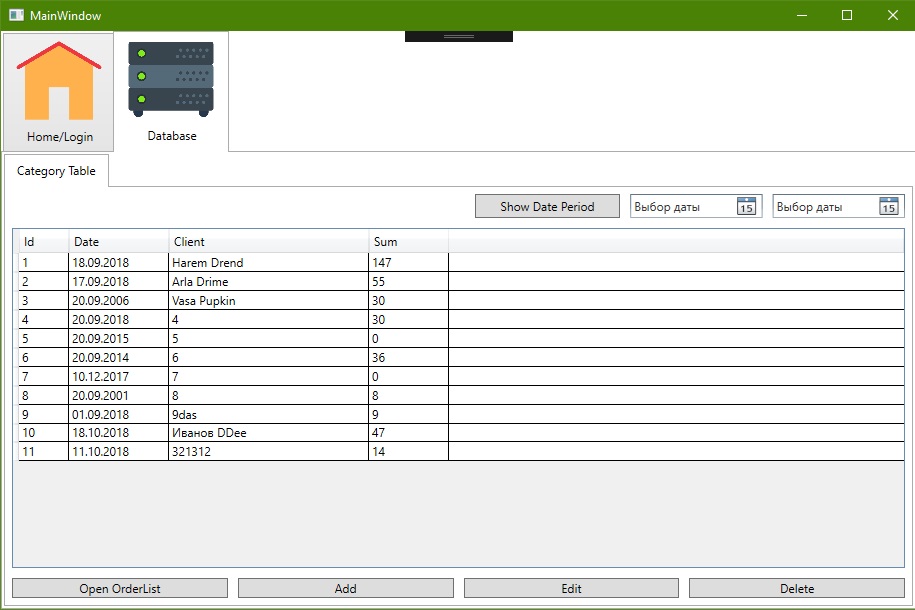 MainWindow
Home/Login
Database
Category Table
Show Date Period Выбор даты 15 Выбор даты 15
Id Date Client Sum
1 18.09.2018 Harem Drend 147
2 17.09.2018 Arla Drime 55
3 20.09.2006 Vasa Pupkin 30
4 20.09.2018 4 30
5 20.09.2015 5 0
6 20.09.2014 6 36
7 10.12.2017 7 0
8 20.09.2001 8 8
9 01.09.2018 9das 9
10 18.10.2018 Иванов DDee 47
11 11.10.2018 321312 14
Open OrderList Add Edit Delete